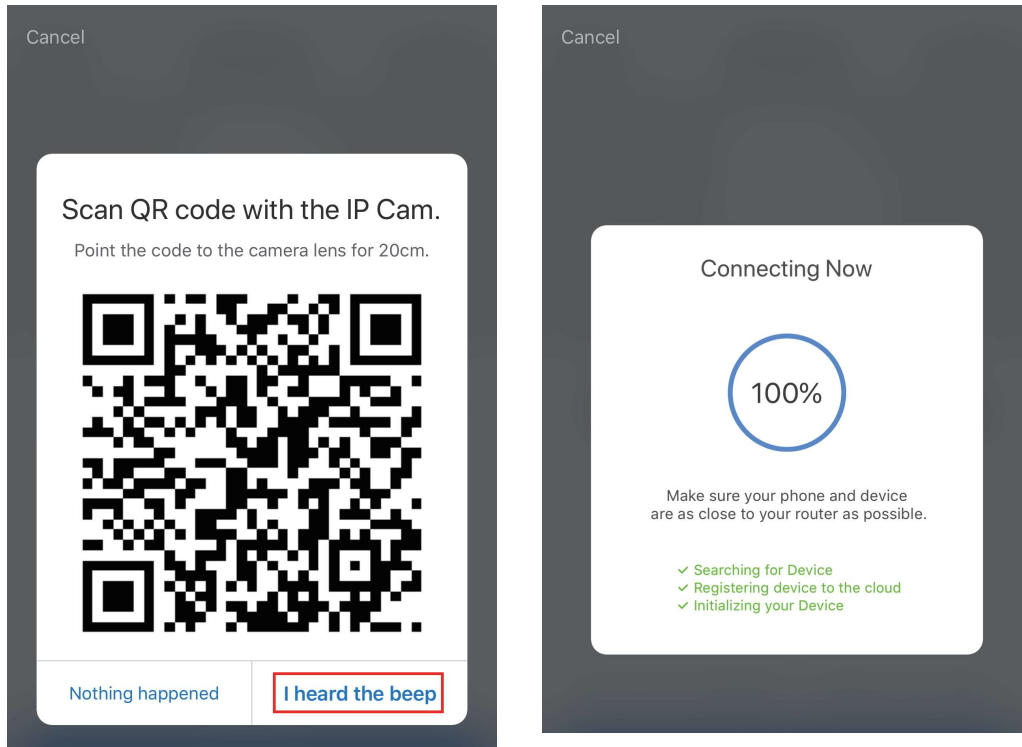 Cancel
Scan QR code with the IP Cam.
Point the code to the camera lens for 20cm.
Nothing happened
I heard the beep
Cancel
Connecting Now
100%
Make sure your phone and device
are as close to your router as possible.
✓ Searching for Device
✓ Registering device to the cloud
✓ Initializing your Device